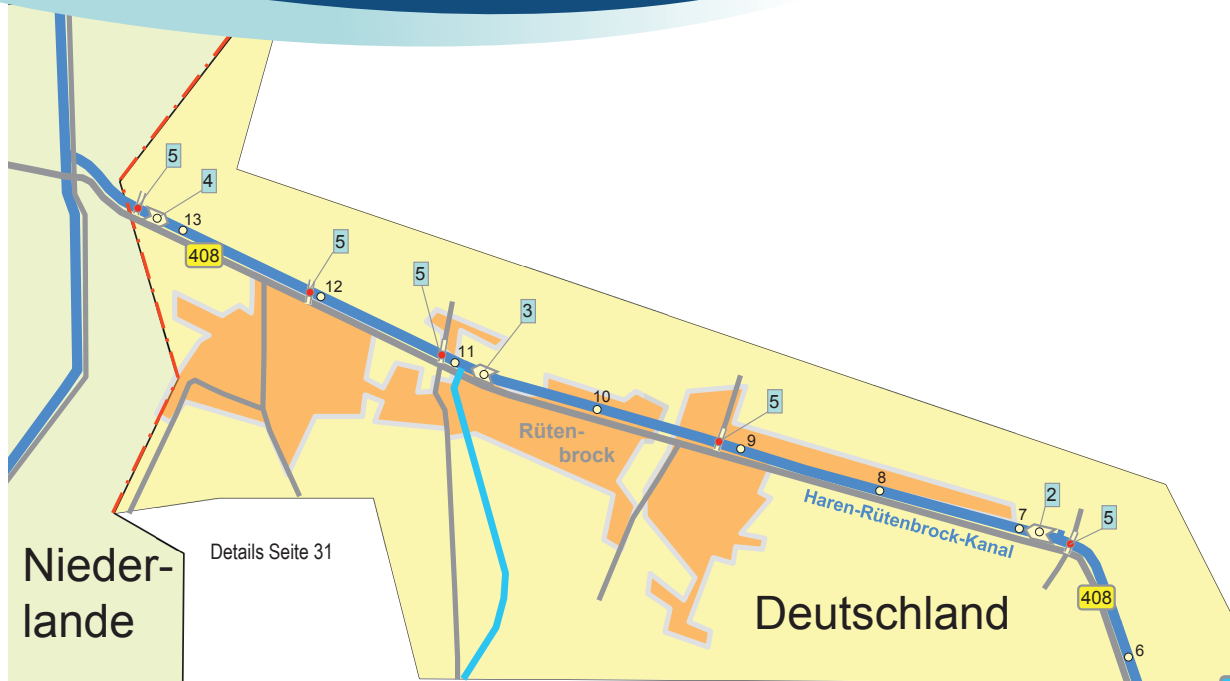 5
4
13
408
5
12
5
3
11
10
5
Rüten-
brock
9
8
2
7
5
Haren-Rütenbrock-Kanal
Details Seite 31
Nieder-
lande
Deutschland
408
6